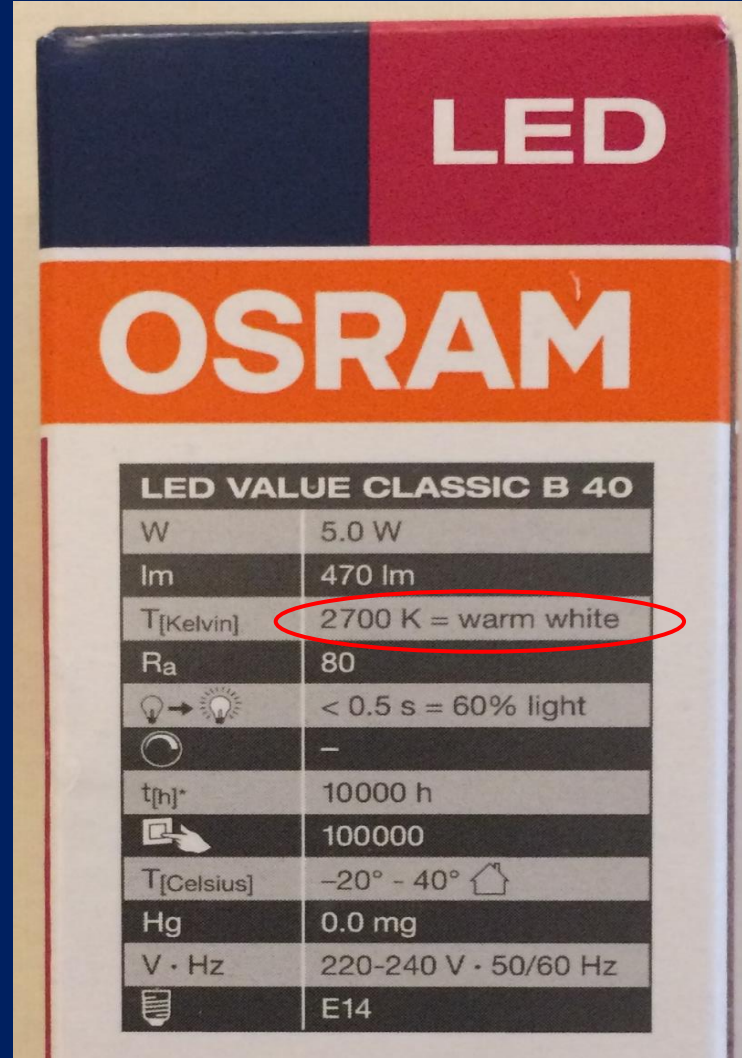 LED
OSRAM
LED VALUE CLASSIC B 40
W 5.0 W
lm 470 lm
T[Kelvin] 2700 K = warm white
Ra 80
< 0.5 s = 60% light
–
t[h]* 10000 h
100000
T[Celsius] –20° - 40°
Hg 0.0 mg
V · Hz 220-240 V · 50/60 Hz
E14